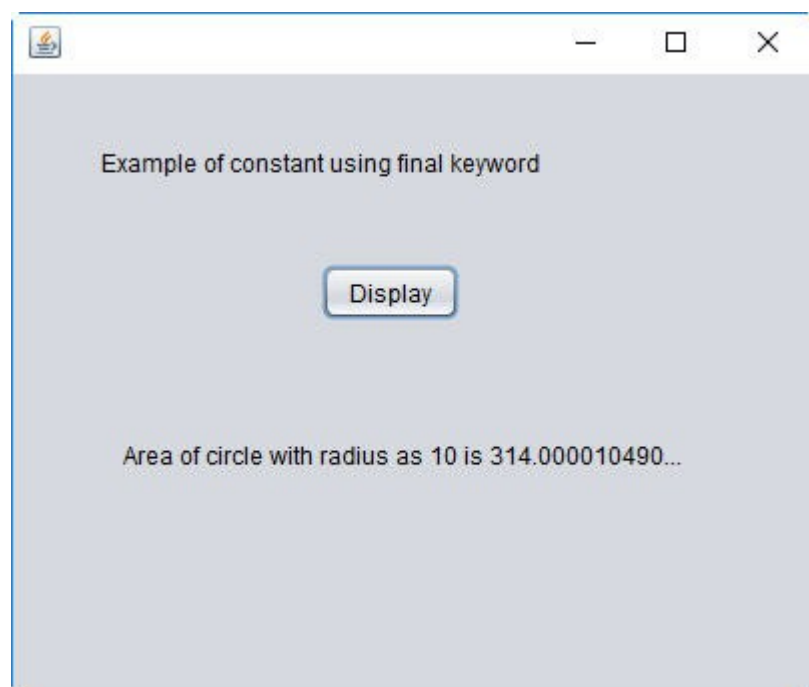 Example of constant using final keyword
Display
Area of circle with radius as 10 is 314.000010490...